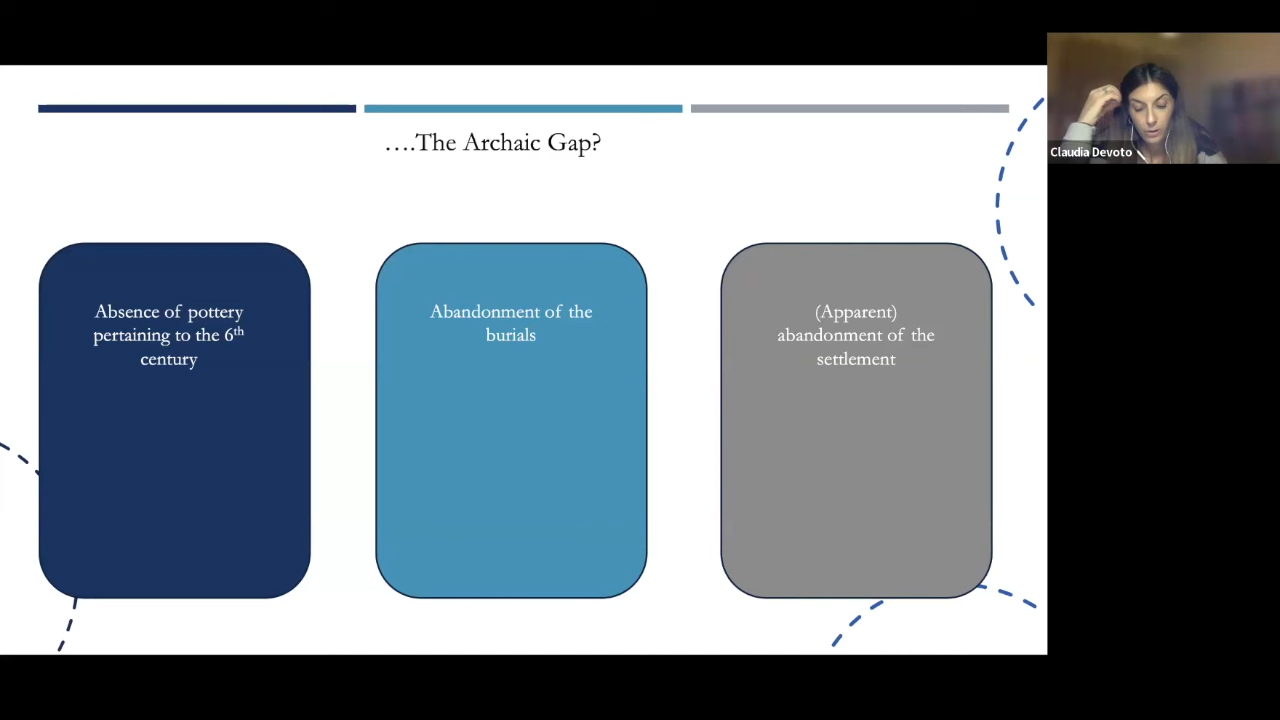 ….The Archaic Gap?
Absence of pottery
pertaining to the 6th
century
Abandonment of the
burials
(Apparent)
abandonment of the
settlement
Claudia Devoto